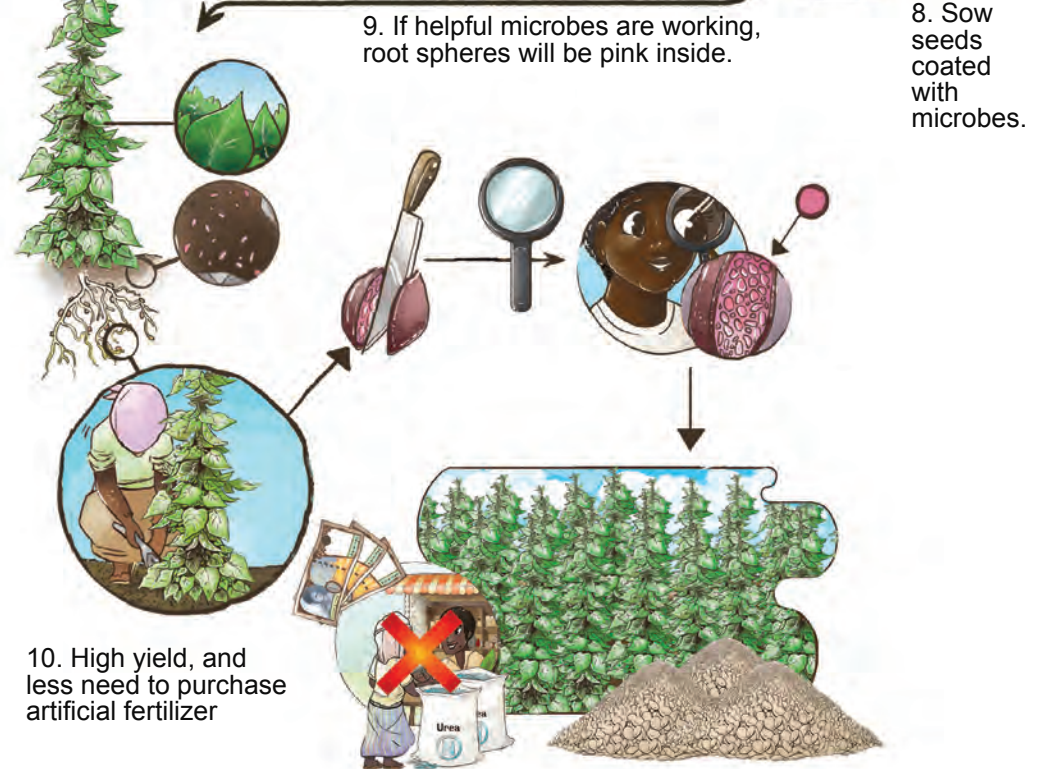 8. Sow
seeds
coated
with
microbes.
9. If helpful microbes are working,
root spheres will be pink inside.
10. High yield, and
less need to purchase
artificial fertilizer
Urea
N
ea